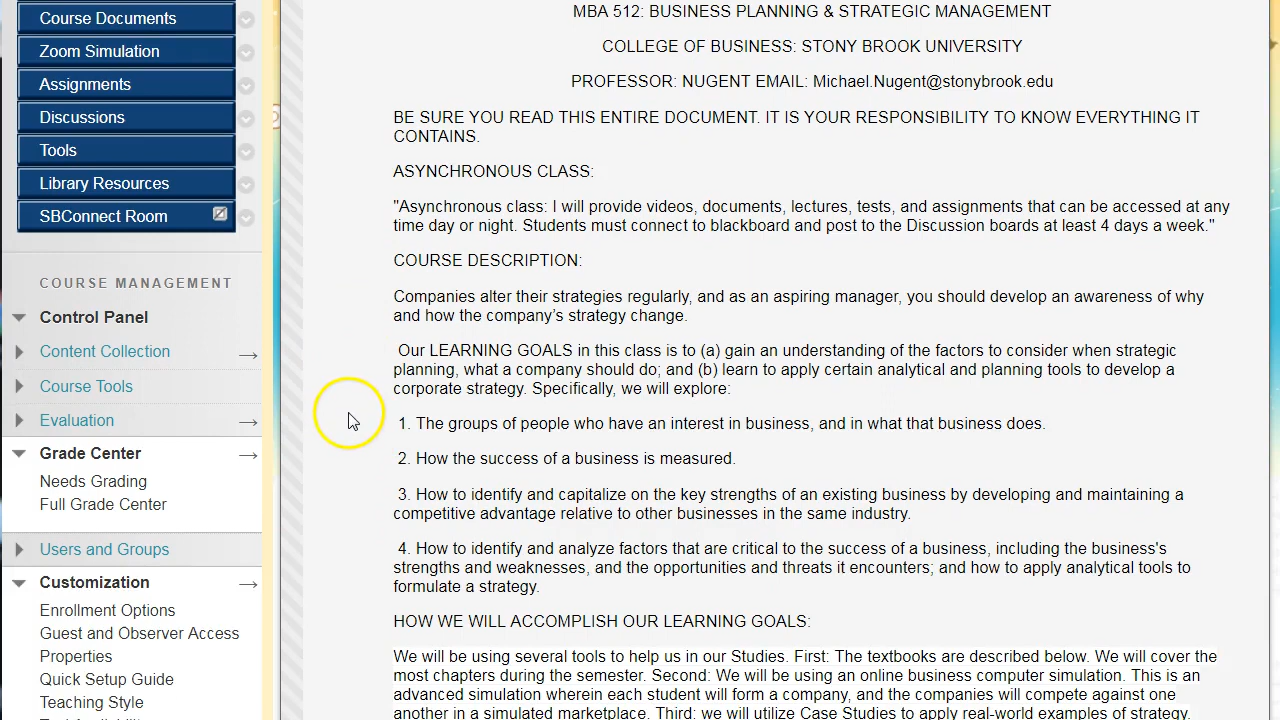 Course Documents
Zoom Simulation
Assignments
Discussions
Tools
Library Resources
SBConnect Room
COURSE MANAGEMENT
Control Panel
Content Collection
Course Tools
Evaluation
Grade Center
Needs Grading
Full Grade Center
Users and Groups
Customization
Enrollment Options
Guest and Observer Access
Properties
Quick Setup Guide
Teaching Style
MBA 512: BUSINESS PLANNING & STRATEGIC MANAGEMENT
COLLEGE OF BUSINESS: STONY BROOK UNIVERSITY
PROFESSOR: NUGENT EMAIL: Michael.Nugent@stonybrook.edu
BE SURE YOU READ THIS ENTIRE DOCUMENT. IT IS YOUR RESPONSIBILITY TO KNOW EVERYTHING IT
CONTAINS.
ASYNCHRONOUS CLASS:
"Asynchronous class: I will provide videos, documents, lectures, tests, and assignments that can be accessed at any
time day or night. Students must connect to blackboard and post to the Discussion boards at least 4 days a week."
COURSE DESCRIPTION:
Companies alter their strategies regularly, and as an aspiring manager, you should develop an awareness of why
and how the company's strategy change.
Our LEARNING GOALS in this class is to (a) gain an understanding of the factors to consider when strategic
planning, what a company should do; and (b) learn to apply certain analytical and planning tools to develop a
corporate strategy. Specifically, we will explore:
1. The groups of people who have an interest in business, and in what that business does.
2. How the success of a business is measured.
3. How to identify and capitalize on the key strengths of an existing business by developing and maintaining a
competitive advantage relative to other businesses in the same industry.
4. How to identify and analyze factors that are critical to the success of a business, including the business's
strengths and weaknesses, and the opportunities and threats it encounters; and how to apply analytical tools to
formulate a strategy.
HOW WE WILL ACCOMPLISH OUR LEARNING GOALS:
We will be using several tools to help us in our Studies. First: The textbooks are described below. We will cover the
most chapters during the semester. Second: We will be using an online business computer simulation. This is an
advanced simulation wherein each student will form a company, and the companies will compete against one
another in a simulated marketplace. Third: we will utilize Case Studies to apply real-world examples of strategy.